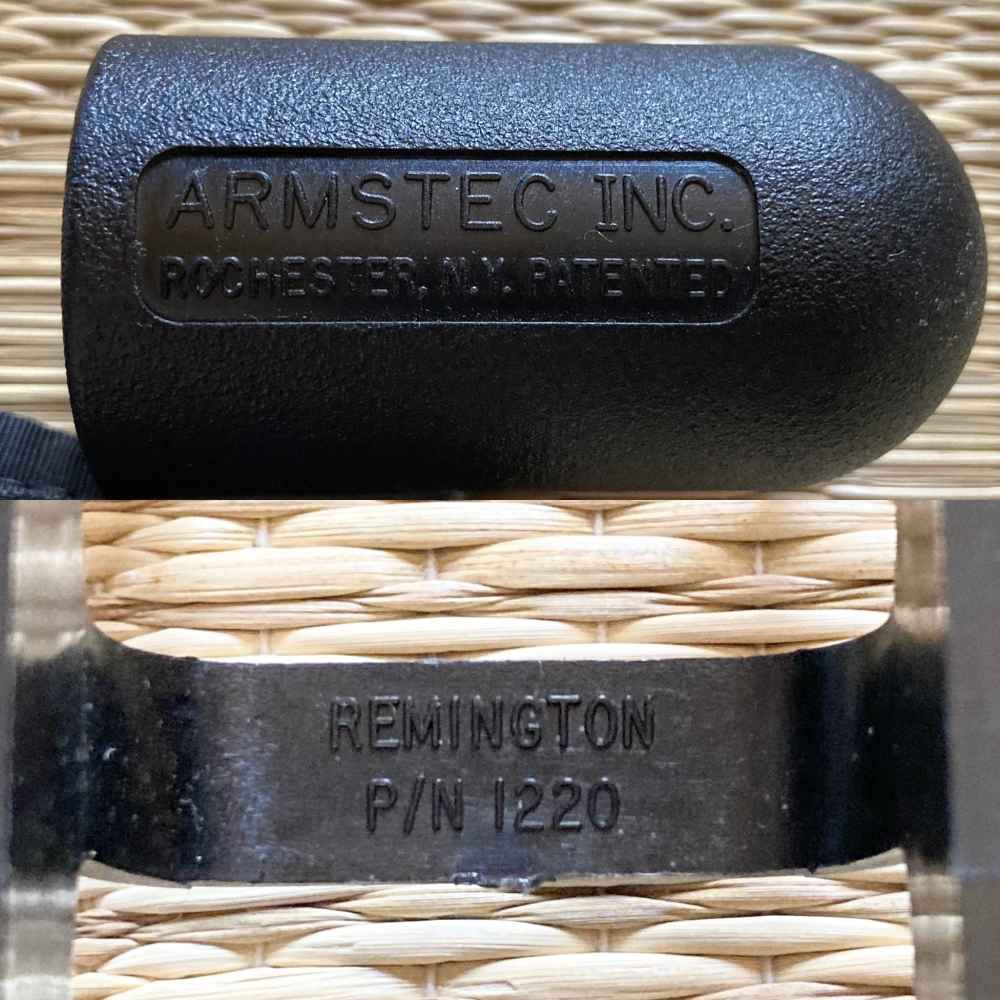 ARMSTEC INC.
ROCHESTER, N.Y. PATENTED
REMINGTON
P/N 1220